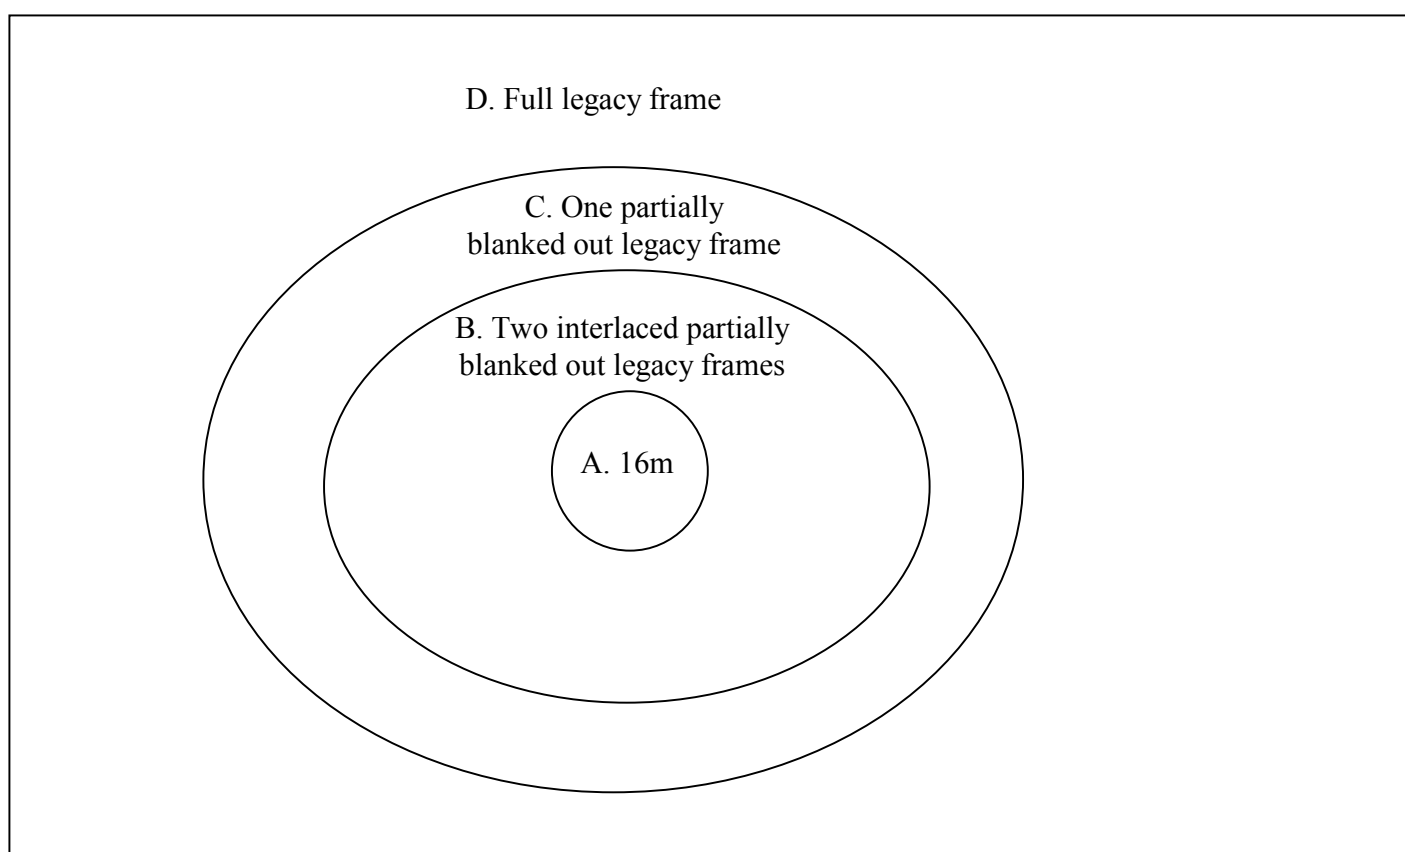 D. Full legacy frame
C. One partially
blanked out legacy frame
B. Two interlaced partially
blanked out legacy frames
A. 16m